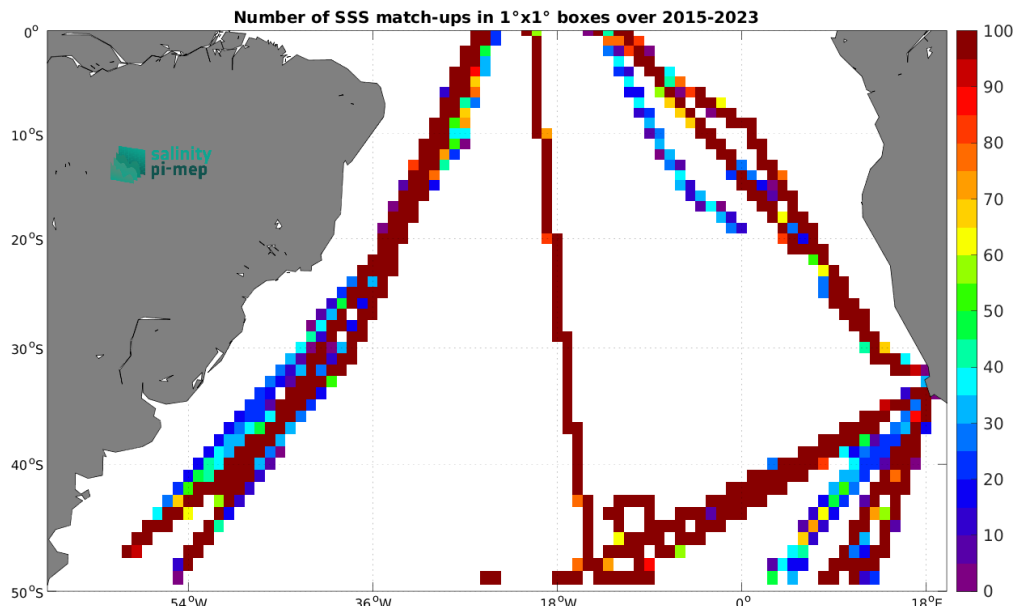 Number of SSS match-ups in 1°x1° boxes over 2015-2023
0°
10°S
20°S
30°S
40°S
50°S
salinity
pi-mep
54°W
36°W
18°W
0°
18°E
100
90
80
70
60
50
40
30
20
10
0